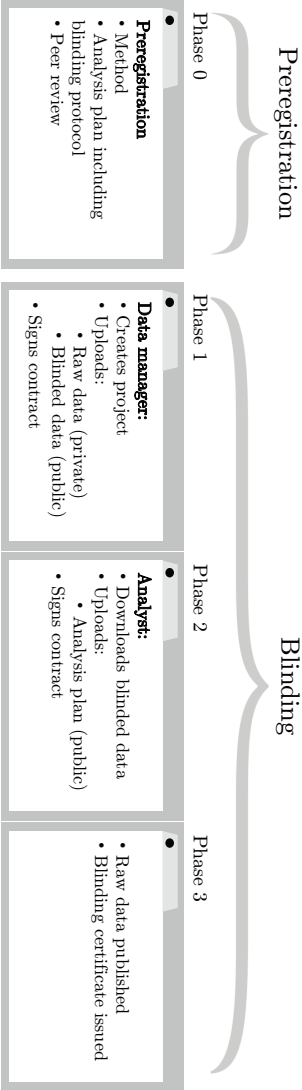 Preregistration
Blinding
Phase 0
Preregistration
• Method
• Analysis plan including
blinding protocol
• Peer review
Phase 1
Data manager:
• Creates project
• Uploads:
• Raw data (private)
• Blinded data (public)
• Signs contract
Phase 2
Analyst:
• Downloads blinded data
• Uploads:
• Analysis plan (public)
• Signs contract
Phase 3
• Raw data published
• Blinding certificate issued